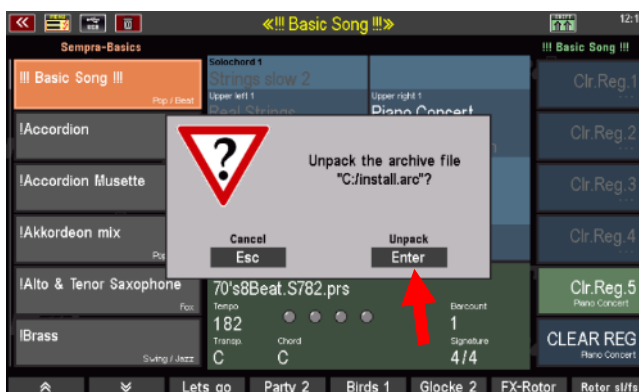 «!!! Basic Song !!!»
12:1
Sempra-Basics
!!! Basic Song !!!
!!! Basic Song !!!
Pop / Beat
Solochord 1
Strings slow 2
Upper left 1
Real Strings
Upper right 1
Piano Concert
Clr.Reg.1
!Accordion
Clr.Reg.2
!Accordion Musette
Clr.Reg.3
!Akkordeon mix
Clr.Reg.4
Unpack the archive file
"C:/install.arc"?
Cancel
Esc
Unpack
Enter
!Alto & Tenor Saxophone
Fox
70's8Beat.S782.prs
Tempo
182
Barcount
1
Transp.
C
Chord
C
Signature
4/4
Clr.Reg.5
Piano Concert
!Brass
Swing / Jazz
CLEAR REG
Piano Concert
Lets go
Party 2
Birds 1
Glocke 2
FX-Rotor
Rotor sl/fs